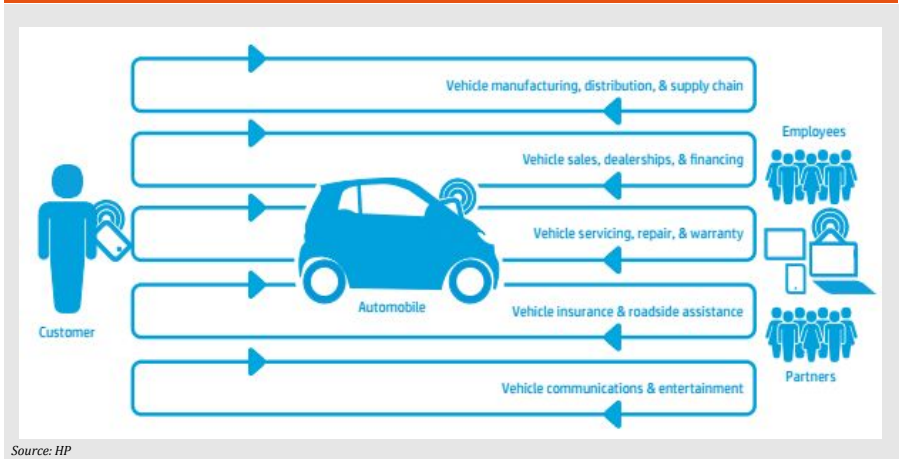 Vehicle manufacturing, distribution, & supply chain
Employees
Vehicle sales, dealerships, & financing
Vehicle servicing, repair, & warranty
Automobile
Vehicle insurance & roadside assistance
Customer
Partners
Vehicle communications & entertainment
Source: HP